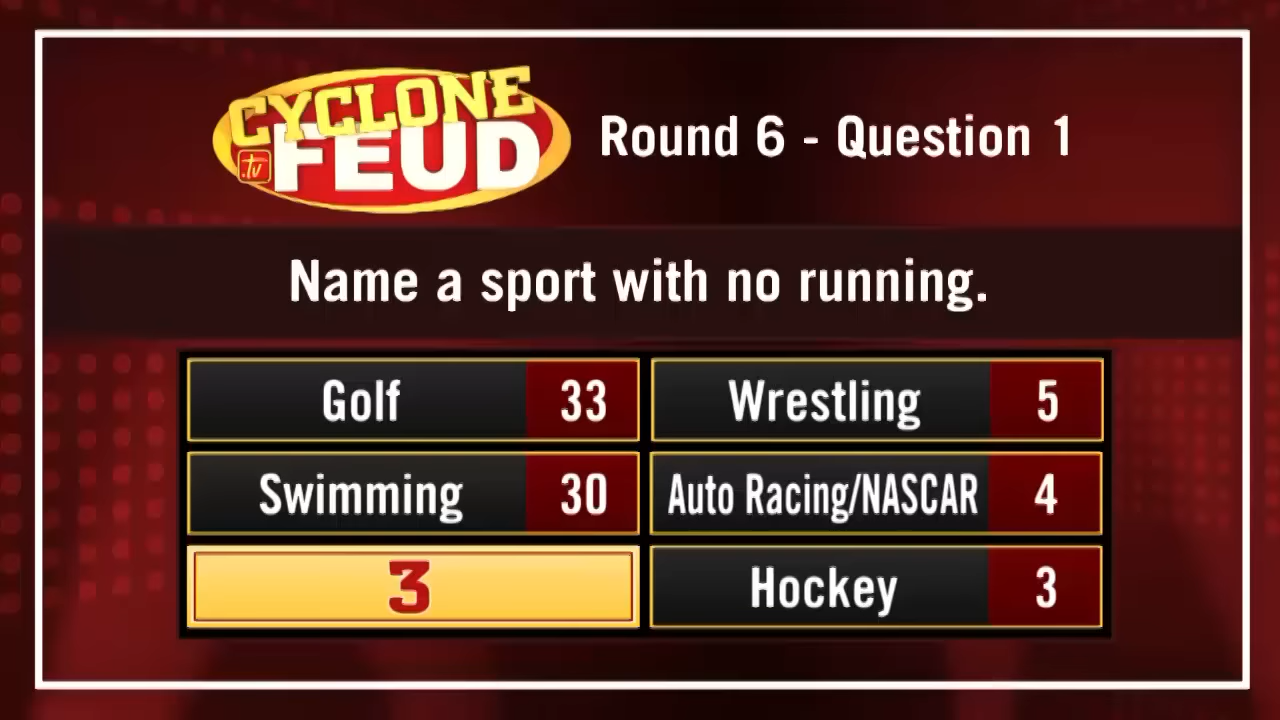 CYCLONE
.tv FEUD
Round 6 - Question 1
Name a sport with no running.
Golf 33
Wrestling 5
Swimming 30
Auto Racing/NASCAR 4
3
Hockey 3